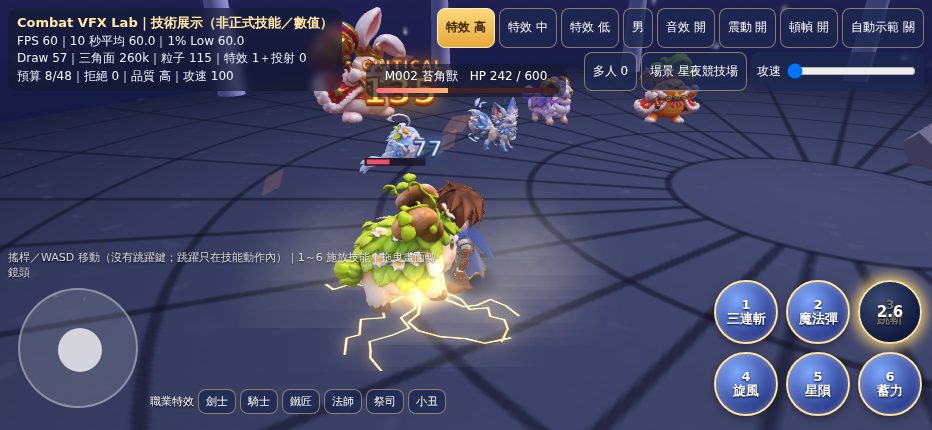 Combat VFX Lab｜技術展示（非正式技能／數值）
FPS 60｜10 秒平均 60.0｜1% Low 60.0
Draw 57｜三角面 260k｜粒子 115｜特效 1＋投射 0
預算 8/48｜拒絕 0｜品質 高｜攻速 100
特效 高
特效 中
特效 低
男
音效 開
震動 開
頓幀 開
自動示範 關
多人 0
場景 星夜競技場
攻速
CRITICAL
M002 苔角獸 HP 242 / 600
77
搖桿／WASD 移動（沒有跳躍鍵；跳躍只在技能動作內）｜1～6 施放技能
鏡頭
1
三連斬
2
魔法彈
3
2.6
跳斬
4
旋風
5
星隕
6
蓄力
職業特效
劍士
騎士
鐵匠
法師
祭司
小丑